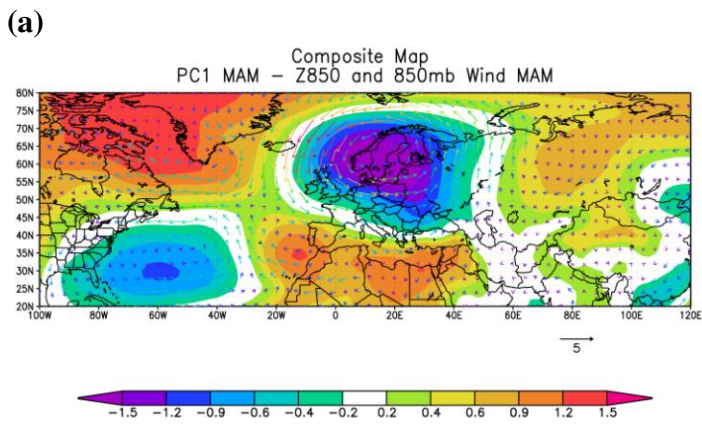 (a)
Composite Map
PC1 MAM – Z850 and 850mb Wind MAM
80N
75N
70N
65N
60N
55N
50N
45N
40N
35N
30N
25N
20N
100W 80W 60W 40W 20W 0 20E 40E 60E 80E 100E 120E
5
−1.5 −1.2 −0.9 −0.6 −0.4 −0.2 0.2 0.4 0.6 0.9 1.2 1.5